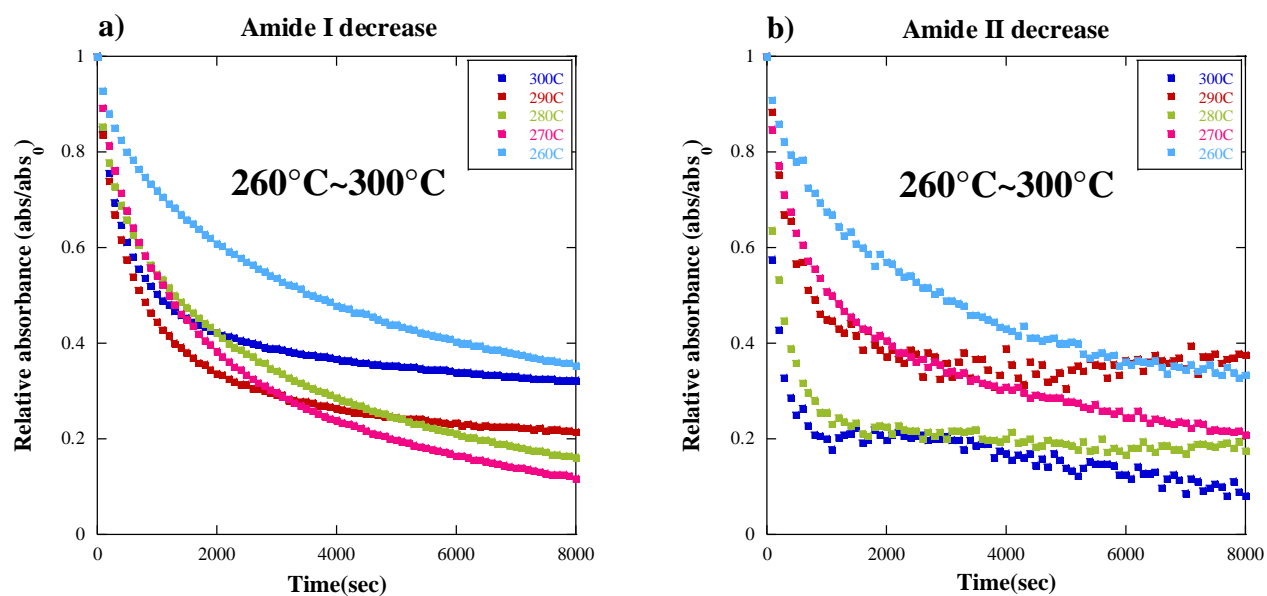 a)
Amide I decrease
Relative absorbance (abs/abs0)
1
0.8
0.6
0.4
0.2
0
300C
290C
280C
270C
260C
260°C~300°C
0
2000
4000
6000
8000
Time(sec)
b)
Amide II decrease
Relative absorbance (abs/abs0)
1
0.8
0.6
0.4
0.2
0
300C
290C
280C
270C
260C
260°C~300°C
0
2000
4000
6000
8000
Time(sec)